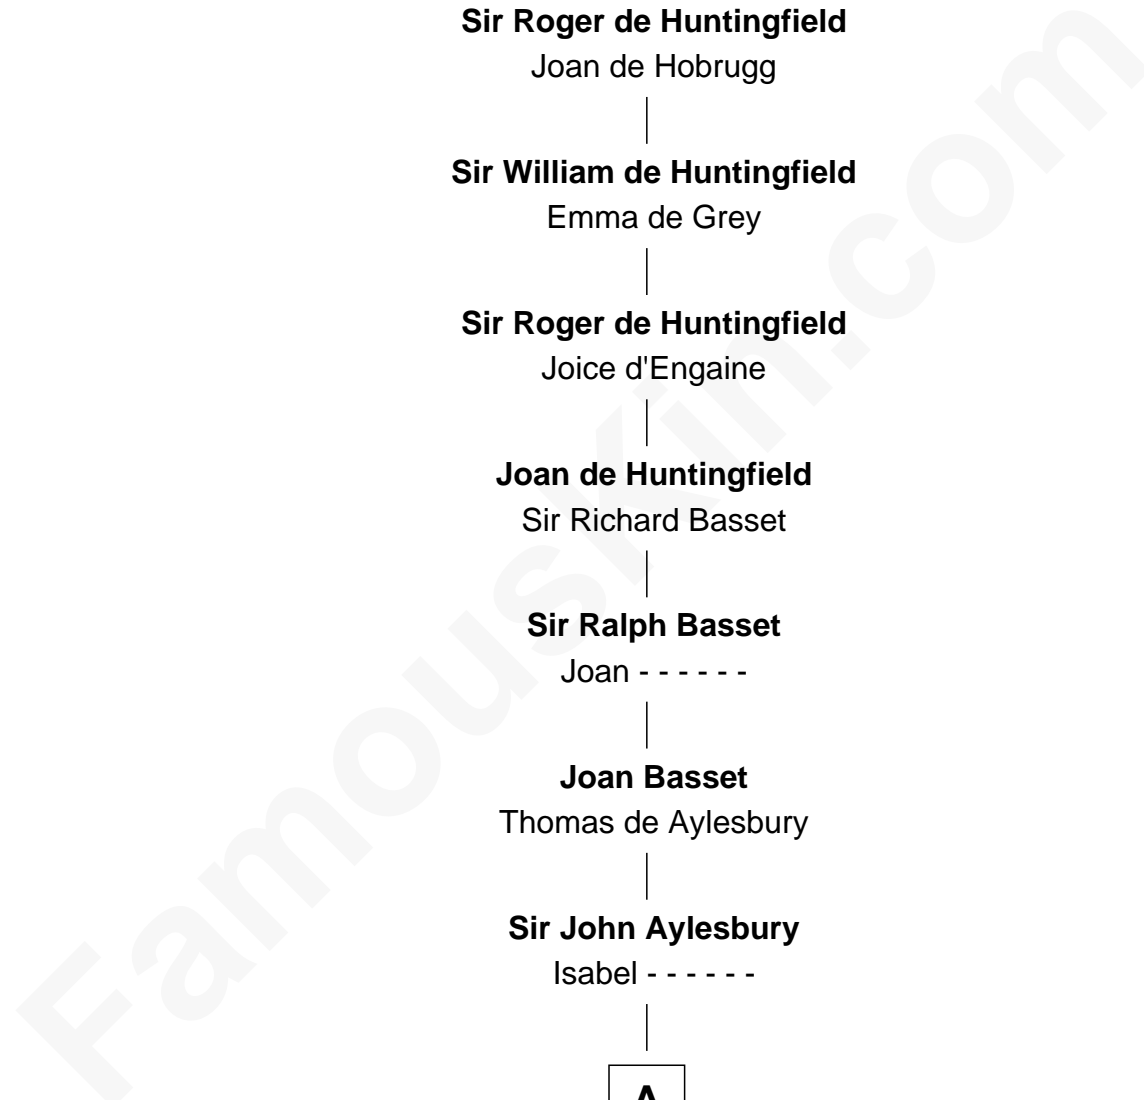 Sir Roger de Huntingfield
Joan de Hobrugg
Sir William de Huntingfield
Emma de Grey
Sir Roger de Huntingfield
Joice d'Engaine
Joan de Huntingfield
Sir Richard Basset
Sir Ralph Basset
Joan - - - - - -
Joan Basset
Thomas de Aylesbury
Sir John Aylesbury
Isabel - - - - - -
A
FamousKin.com